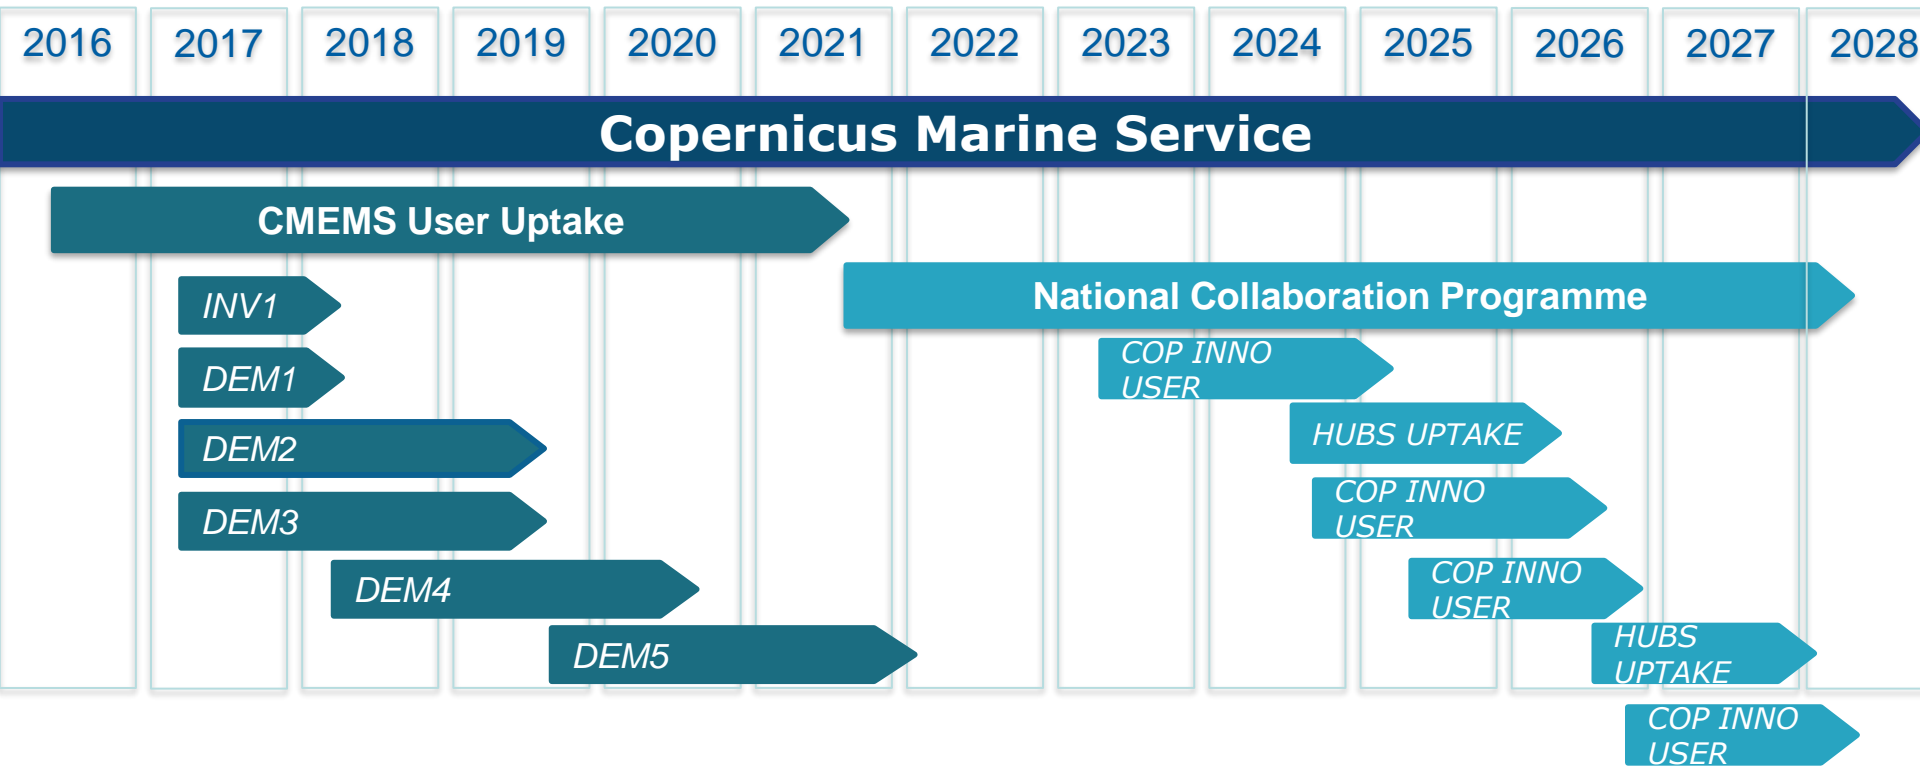 2016 2017 2018 2019 2020 2021 2022 2023 2024 2025 2026 2027 2028
Copernicus Marine Service
CMEMS User Uptake
National Collaboration Programme
INV1
COP INNO
USER
DEM1
HUBS UPTAKE
DEM2
COP INNO
USER
DEM3
COP INNO
USER
DEM4
HUBS
UPTAKE
DEM5
COP INNO
USER